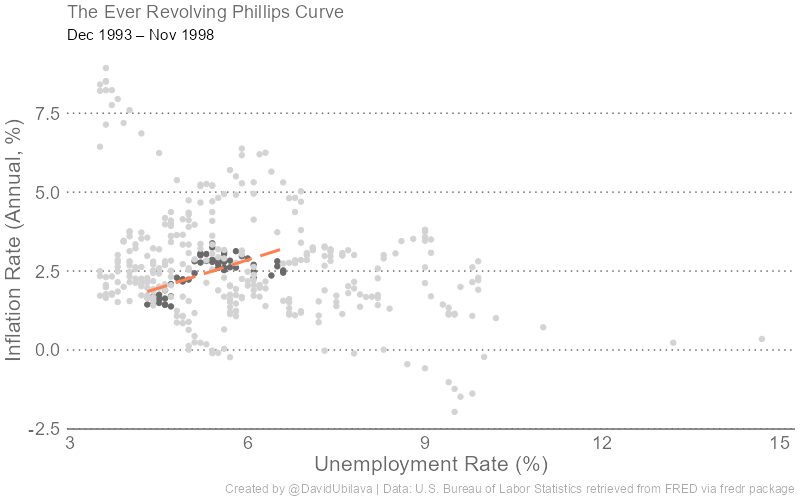 The Ever Revolving Phillips Curve
Dec 1993 – Nov 1998
Inflation Rate (Annual, %)
7.5
5.0
2.5
0.0
-2.5
3
6
9
12
15
Unemployment Rate (%)
Created by @DavidUbilava | Data: U.S. Bureau of Labor Statistics retrieved from FRED via fredr package